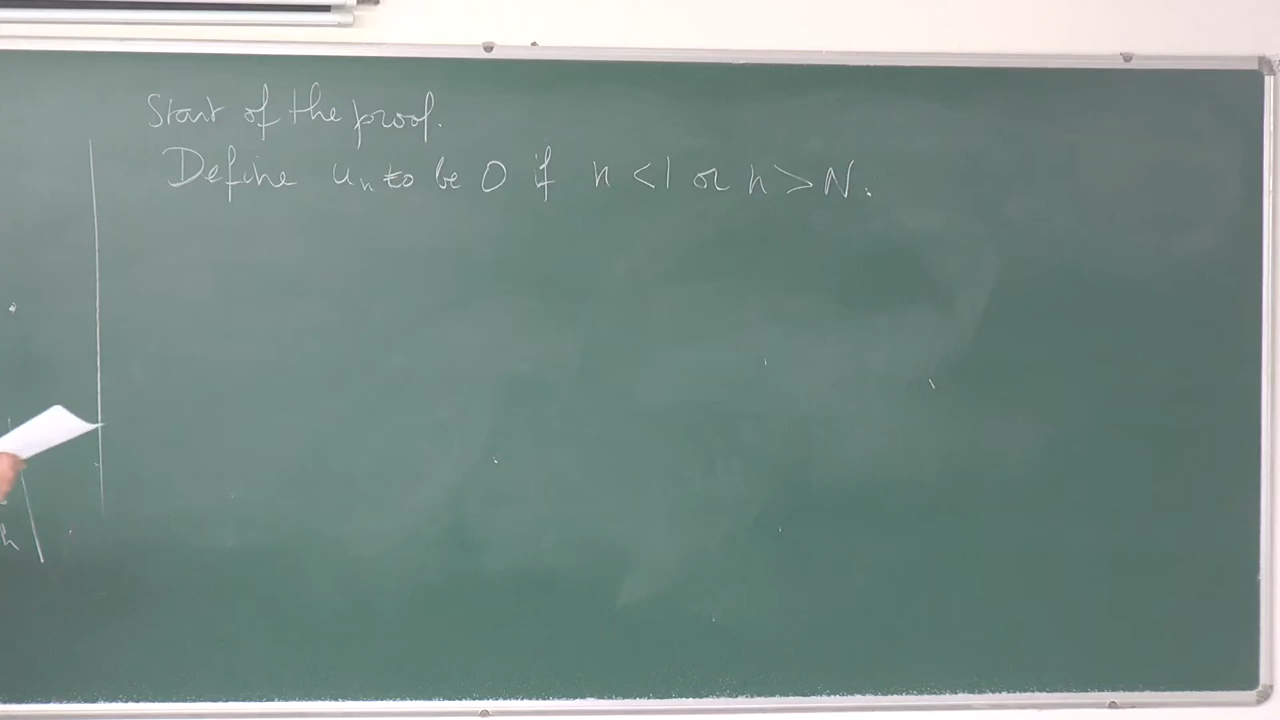 Start of the proof.
Define uₙ to be 0 if n < 1 or n > N.
h